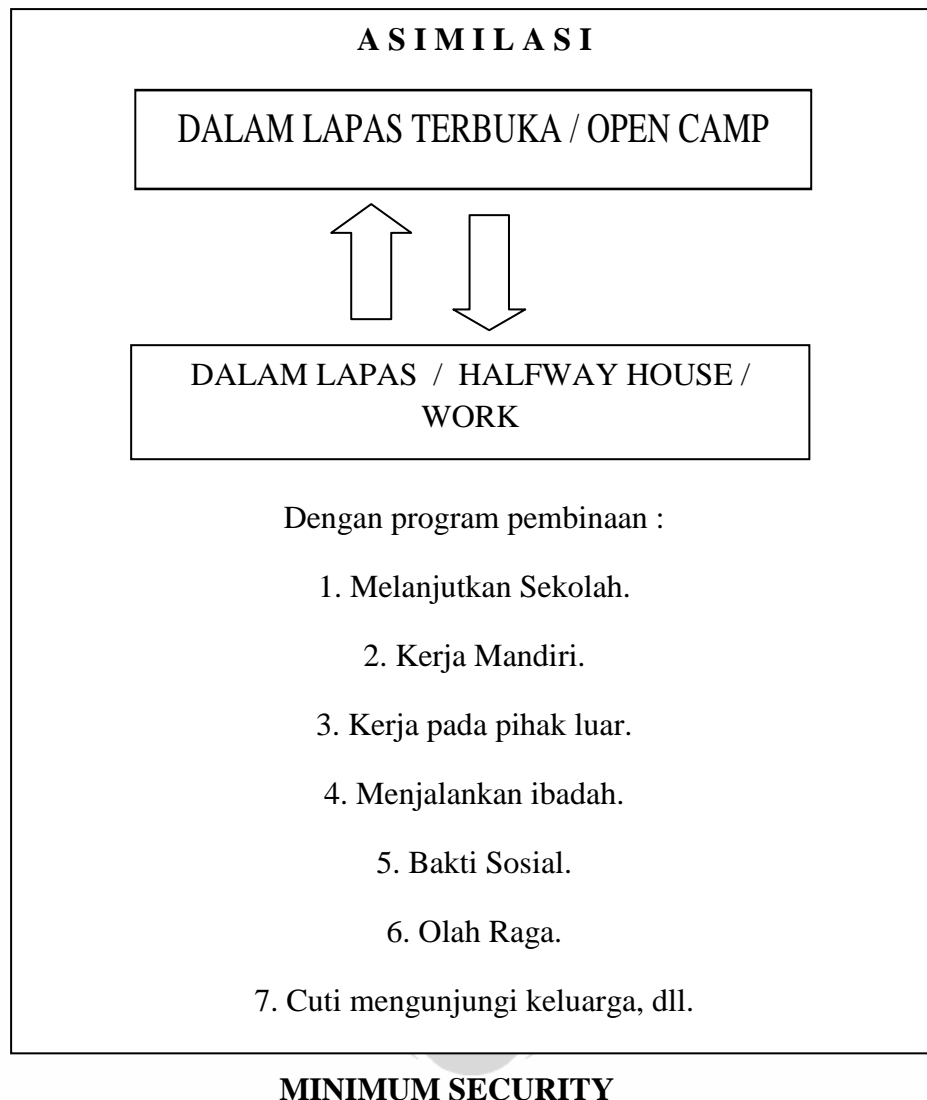 A S I M I L A S I
DALAM LAPAS TERBUKA / OPEN CAMP
DALAM LAPAS / HALFWAY HOUSE /
WORK
Dengan program pembinaan :
1. Melanjutkan Sekolah.
2. Kerja Mandiri.
3. Kerja pada pihak luar.
4. Menjalankan ibadah.
5. Bakti Sosial.
6. Olah Raga.
7. Cuti mengunjungi keluarga, dll.
MINIMUM SECURITY